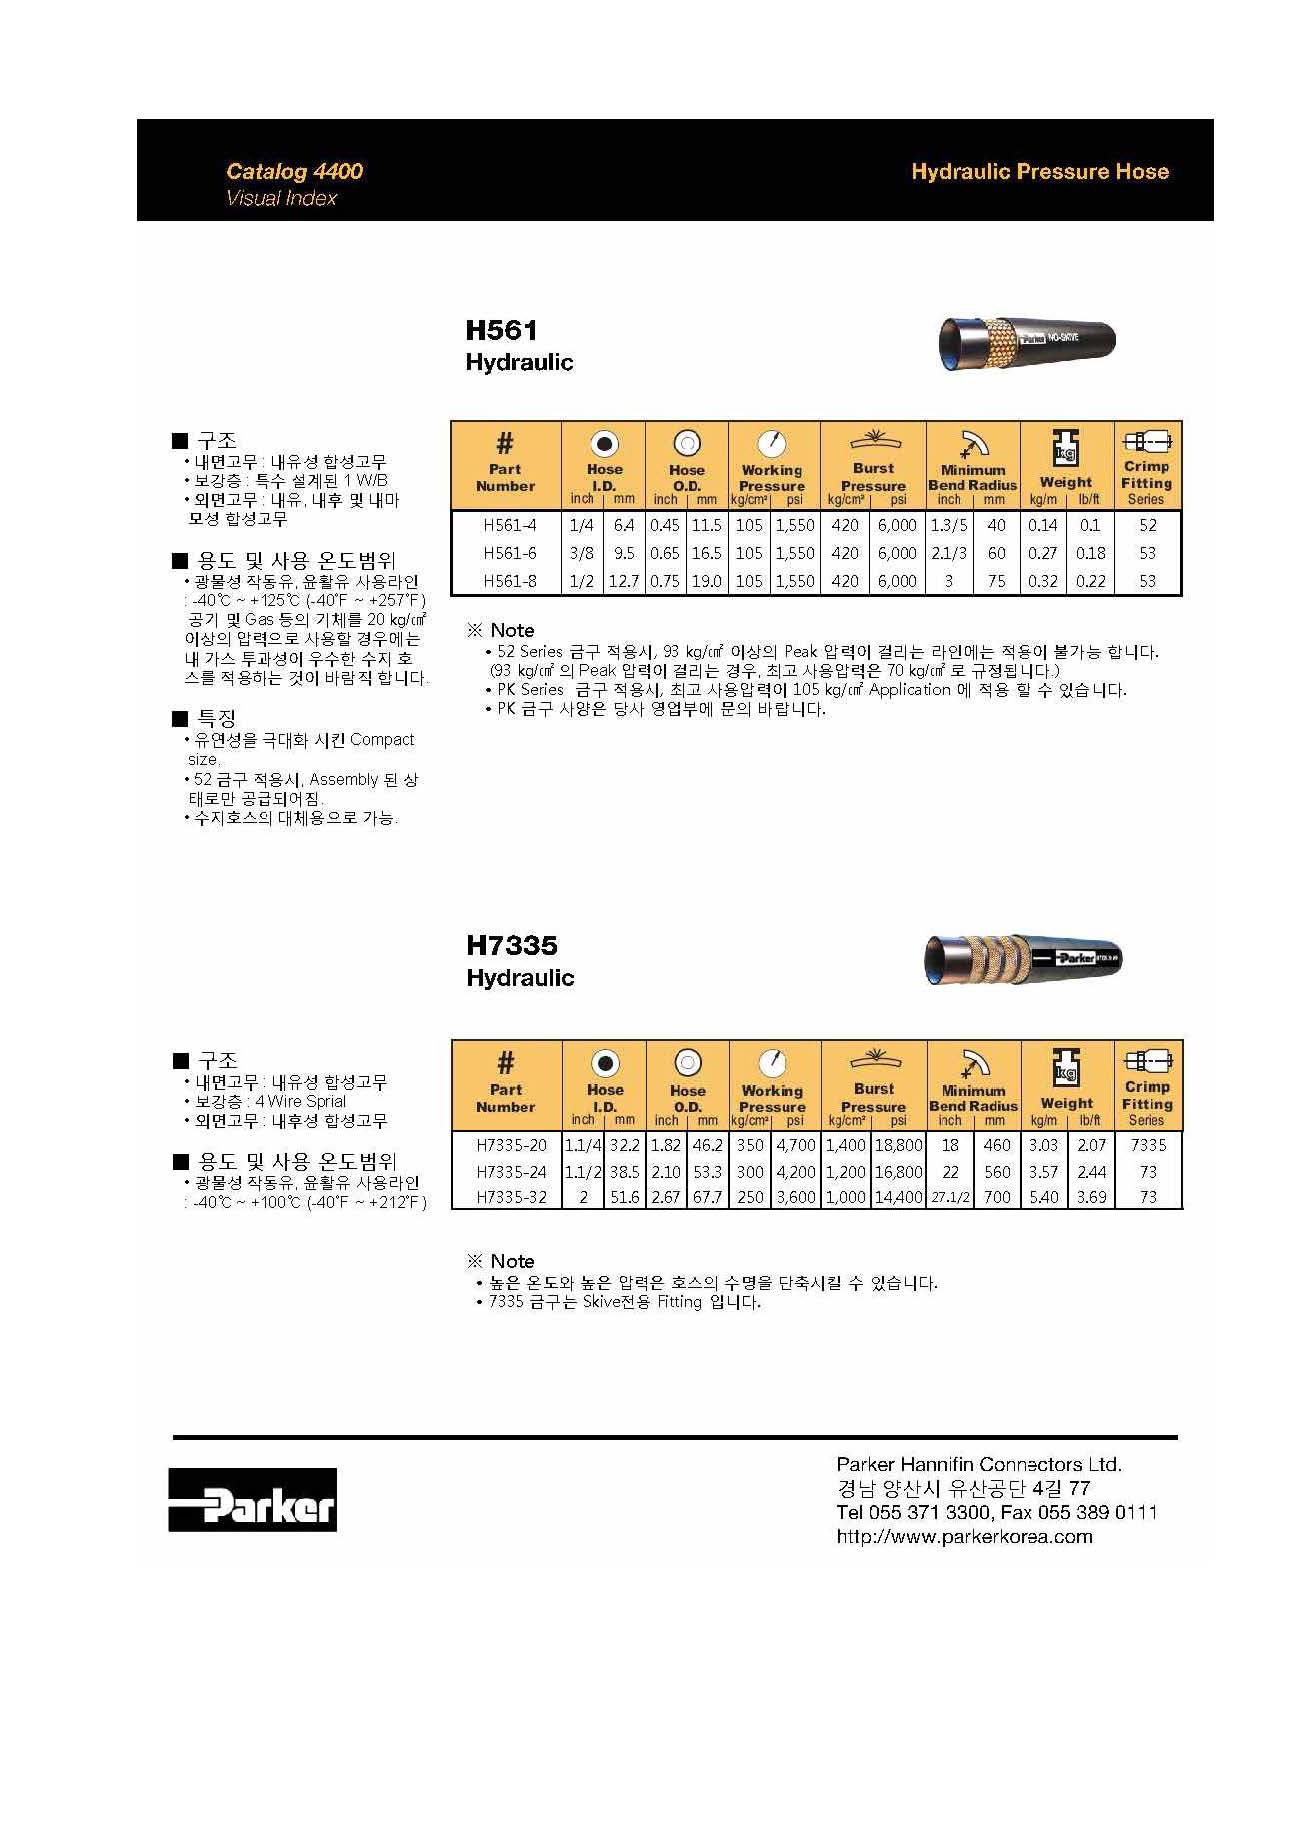 Catalog 4400
Visual Index
Hydraulic Pressure Hose
H561
Hydraulic
Parker NO-SKIVE
■ 구조
• 내면고무 : 내유성 합성고무
• 보강층 : 특수 설계된 1 W/B
• 외면고무 : 내유, 내후 및 내마
모성 합성고무
■ 용도 및 사용 온도범위
• 광물성 작동유, 윤활유 사용라인
: -40℃ ~ +125℃ (-40℉ ~ +257℉)
공기 및 Gas 등의 기체를 20 kg/㎠
이상의 압력으로 사용할 경우에는
내 가스 투과성이 우수한 수지 호
스를 적용하는 것이 바람직 합니다.
■ 특징
• 유연성을 극대화 시킨 Compact
size.
• 52 금구 적용시, Assembly 된 상
태로만 공급되어짐.
• 수지호스의 대체용으로 가능.
# kg
Part Hose Hose Working Burst Minimum Weight Crimp
Number I.D. O.D. Pressure Pressure Bend Radius Fitting
inch mm inch mm kg/cm² psi kg/cm² psi inch mm kg/m lb/ft Series
H561-4 1/4 6.4 0.45 11.5 105 1,550 420 6,000 1.3/5 40 0.14 0.1 52
H561-6 3/8 9.5 0.65 16.5 105 1,550 420 6,000 2.1/3 60 0.27 0.18 53
H561-8 1/2 12.7 0.75 19.0 105 1,550 420 6,000 3 75 0.32 0.22 53
※ Note
• 52 Series 금구 적용시, 93 kg/㎠ 이상의 Peak 압력이 걸리는 라인에는 적용이 불가능 합니다.
(93 kg/㎠ 의 Peak 압력이 걸리는 경우, 최고 사용압력은 70 kg/㎠ 로 규정됩니다.)
• PK Series 금구 적용시, 최고 사용압력이 105 kg/㎠ Application 에 적용 할 수 있습니다.
• PK 금구 사양은 당사 영업부에 문의 바랍니다.
H7335
Hydraulic
Parker
■ 구조
• 내면고무 : 내유성 합성고무
• 보강층 : 4 Wire Sprial
• 외면고무 : 내후성 합성고무
■ 용도 및 사용 온도범위
• 광물성 작동유, 윤활유 사용라인
: -40℃ ~ +100℃ (-40℉ ~ +212℉)
# kg
Part Hose Hose Working Burst Minimum Weight Crimp
Number I.D. O.D. Pressure Pressure Bend Radius Fitting
inch mm inch mm kg/cm² psi kg/cm² psi inch mm kg/m lb/ft Series
H7335-20 1.1/4 32.2 1.82 46.2 350 4,700 1,400 18,800 18 460 3.03 2.07 7335
H7335-24 1.1/2 38.5 2.10 53.3 300 4,200 1,200 16,800 22 560 3.57 2.44 73
H7335-32 2 51.6 2.67 67.7 250 3,600 1,000 14,400 27.1/2 700 5.40 3.69 73
※ Note
• 높은 온도와 높은 압력은 호스의 수명을 단축시킬 수 있습니다.
• 7335 금구는 Skive전용 Fitting 입니다.
Parker
Parker Hannifin Connectors Ltd.
경남 양산시 유산공단 4길 77
Tel 055 371 3300, Fax 055 389 0111
http://www.parkerkorea.com